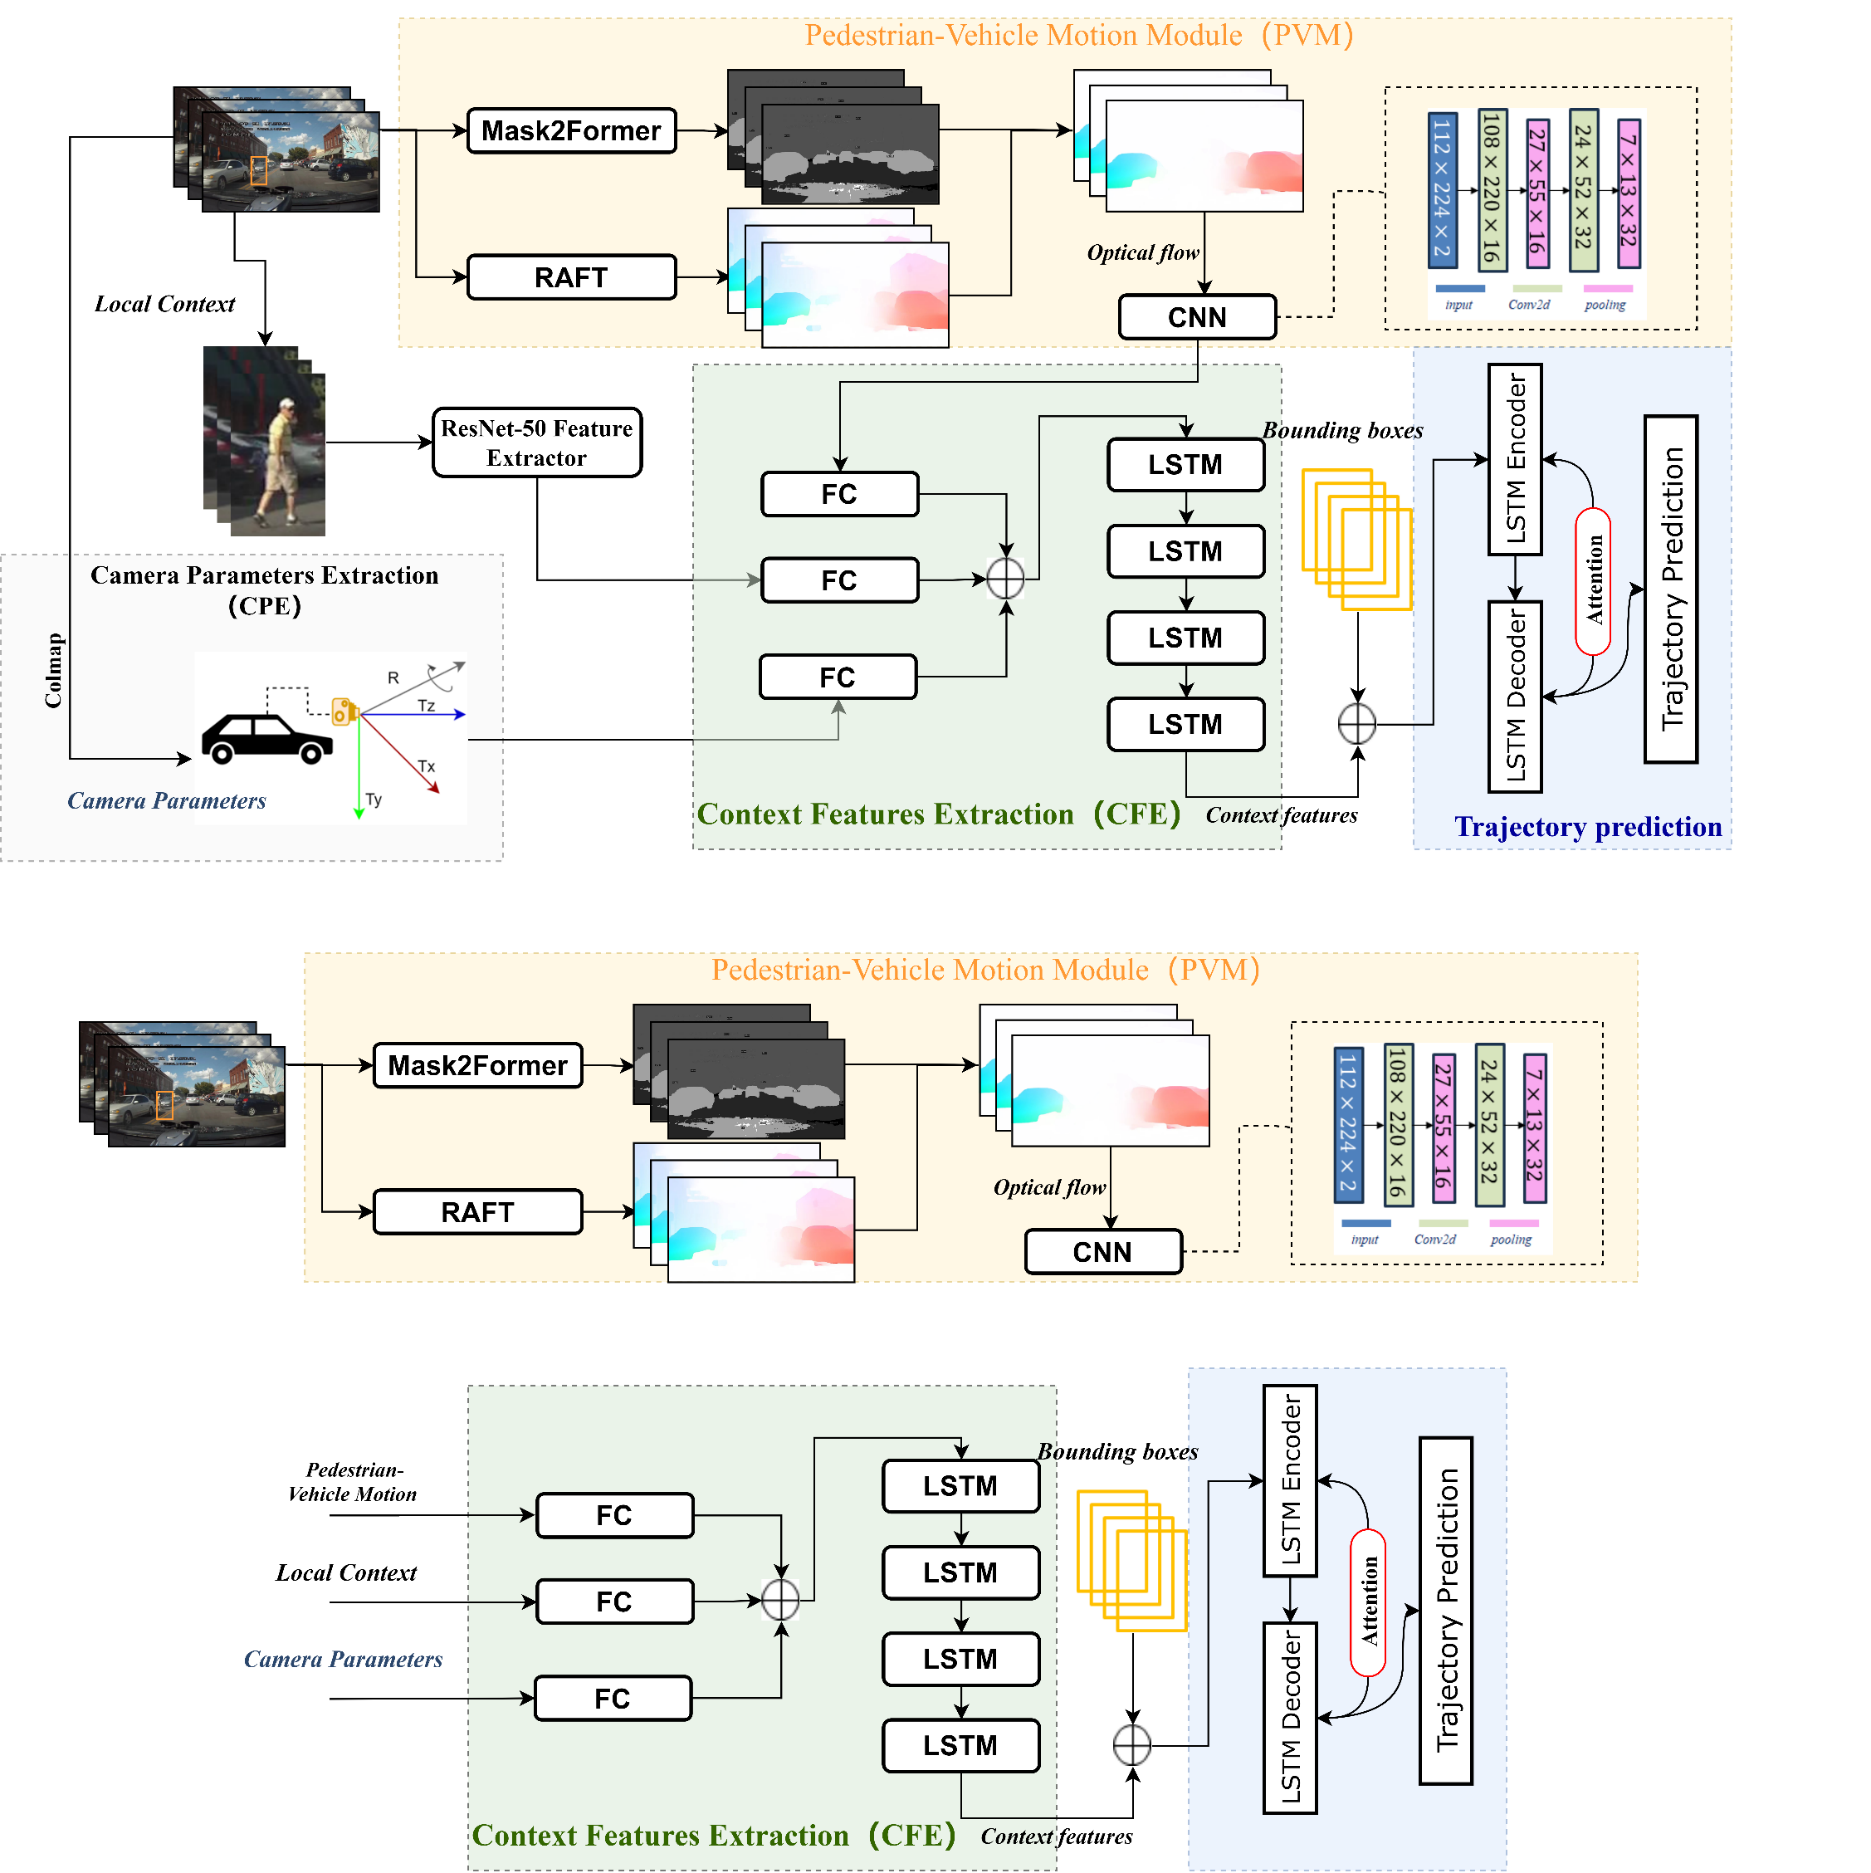 Pedestrian-Vehicle Motion Module（PVM）
Mask2Former
RAFT
Optical flow
CNN
112×224×2
108×220×16
27×55×16
24×52×32
7×13×32
input
Conv2d
pooling
Local Context
ResNet-50 Feature
Extractor
Camera Parameters Extraction
（CPE）
Colmap
R
Tz
Tx
Ty
Camera Parameters
FC
FC
FC
LSTM
LSTM
LSTM
LSTM
Context Features Extraction（CFE）
Bounding boxes
Context features
LSTM Encoder
LSTM Decoder
Attention
Trajectory Prediction
Trajectory prediction
Pedestrian-Vehicle Motion Module（PVM）
Mask2Former
RAFT
Optical flow
CNN
112×224×2
108×220×16
27×55×16
24×52×32
7×13×32
input
Conv2d
pooling
Pedestrian-
Vehicle Motion
Local Context
Camera Parameters
FC
FC
FC
LSTM
LSTM
LSTM
LSTM
Context Features Extraction（CFE）
Bounding boxes
Context features
LSTM Encoder
LSTM Decoder
Attention
Trajectory Prediction